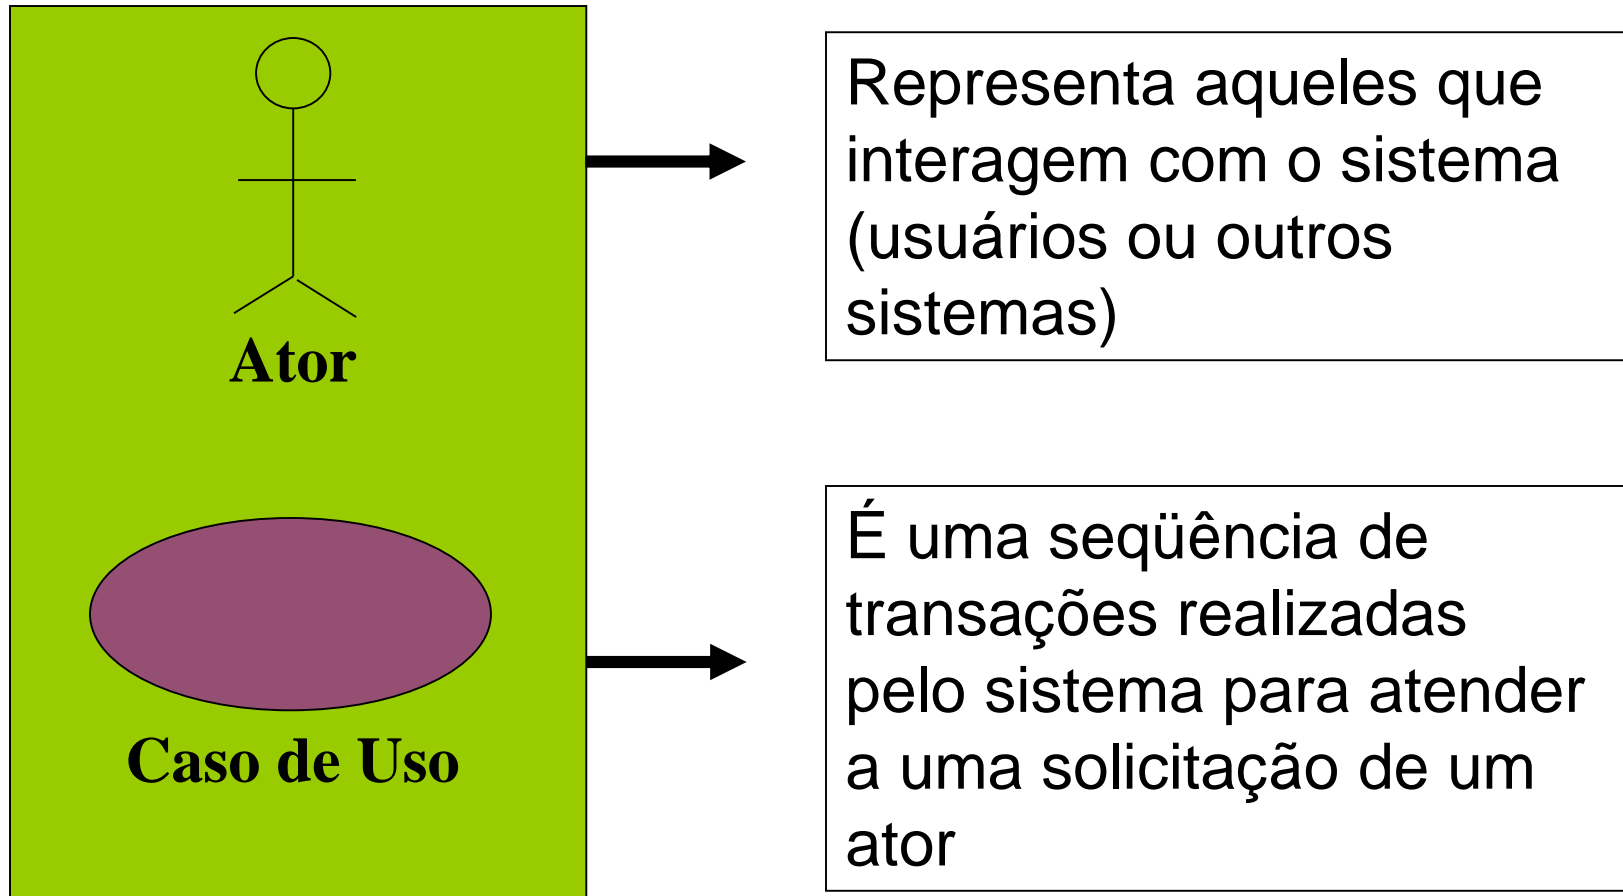 Ator
Representa aqueles que
interagem com o sistema
(usuários ou outros
sistemas)
Caso de Uso
É uma seqüência de
transações realizadas
pelo sistema para atender
a uma solicitação de um
ator